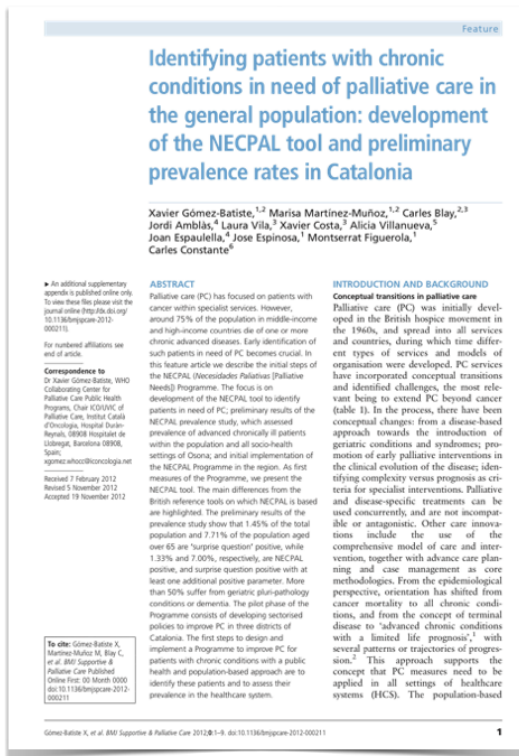 Feature
Identifying patients with chronic
conditions in need of palliative care in
the general population: development
of the NECPAL tool and preliminary
prevalence rates in Catalonia
Xavier Gómez-Batiste,1,2 Marisa Martínez-Muñoz,1,2 Carles Blay,2,3
Jordi Amblàs,4 Laura Vila,3 Xavier Costa,3 Alicia Villanueva,5
Joan Espaulella,4 Jose Espinosa,1 Montserrat Figuerola,1
Carles Constante6
▶ An additional supplementary
appendix is published online only.
To view these files please visit the
journal online (http://dx.doi.org/
10.1136/bmjspcare-2012-
000211).
For numbered affiliations see
end of article.
Correspondence to
Dr Xavier Gómez-Batiste, WHO
Collaborating Center for
Palliative Care Public Health
Programs, Chair ICO/UVIC of
Palliative Care, Institut Català
d'Oncologia, Hospital Duràn-
Reynals, 08908 Hospitalet de
Llobregat, Barcelona 08908,
Spain;
xgomez.whocc@iconcologia.net
Received 7 February 2012
Revised 5 November 2012
Accepted 19 November 2012
To cite: Gómez-Batiste X,
Martínez-Muñoz M, Blay C,
et al. BMJ Supportive &
Palliative Care Published
Online First: 00 Month 0000
doi:10.1136/bmjspcare-2012-
000211
ABSTRACT
Palliative care (PC) has focused on patients with
cancer within specialist services. However,
around 75% of population in middle-income
and high-income countries die of one or more
chronic advanced diseases. Early identification of
such patients in need of PC becomes crucial. In
this feature article we describe the initial steps of
the NECPAL (Necesidades Paliativas [Palliative
Needs]) Programme. The focus is on
development of the NECPAL tool to identify
patients in need of PC; preliminary results of the
NECPAL prevalence study, which assessed
prevalence of advanced chronically ill patients
within the population and all socio-health
settings of Osona; and initial implementation of
the NECPAL Programme in the region. As first
measures of the Programme, we present the
NECPAL tool. The main differences from the
British reference tools on which NECPAL is based
are highlighted. The preliminary results of the
prevalence study show that 1.45% of the total
population and 7.71% of the population aged
over 65 are 'surprise question' positive, while
1.33% and 7.00%, respectively, are NECPAL
positive, and surprise question positive with at
least one additional positive parameter. More
than 50% suffer from geriatric pluri-pathology
conditions or dementia. The pilot phase of the
Programme consists of developing sectorised
policies to improve PC in three districts of
Catalonia. The first steps to design and
implement a Programme to improve PC for
patients with chronic conditions with a public
health and population-based approach are to
identify these patients and to assess their
prevalence in the healthcare system.
INTRODUCTION AND BACKGROUND
Conceptual transitions in palliative care
Palliative care (PC) was initially devel-
oped in the British hospice movement in
the 1960s, and spread into all services
and countries, during which time differ-
ent types of services and models of
organisation were developed. PC services
have incorporated conceptual transitions
and identified challenges, the most rele-
vant being to extend PC beyond cancer
(table 1). In the process, there have been
conceptual changes: from a disease-based
approach towards the introduction of
geriatric conditions and syndromes; pro-
motion of early palliative interventions in
the clinical evolution of the disease; iden-
tifying complexity versus prognosis as cri-
teria for specialist interventions. Palliative
and disease-specific treatments can be
used concurrently, and are not incompat-
ible or antagonistic. Other care innova-
tions include the use of the
comprehensive model of care and inter-
vention, together with advance care plan-
ning and case management as core
methodologies. From the epidemiological
perspective, orientation has shifted from
cancer mortality to all chronic condi-
tions, and from the concept of terminal
disease to 'advanced chronic conditions
with a limited life prognosis',1 with
several patterns or trajectories of progres-
sion.2 This approach supports the
concept that PC measures need to be
applied in all settings of healthcare
systems (HCS). The population-based
Gómez-Batiste X, et al. BMJ Supportive & Palliative Care 2012;0:1–9. doi:10.1136/bmjspcare-2012-000211
1